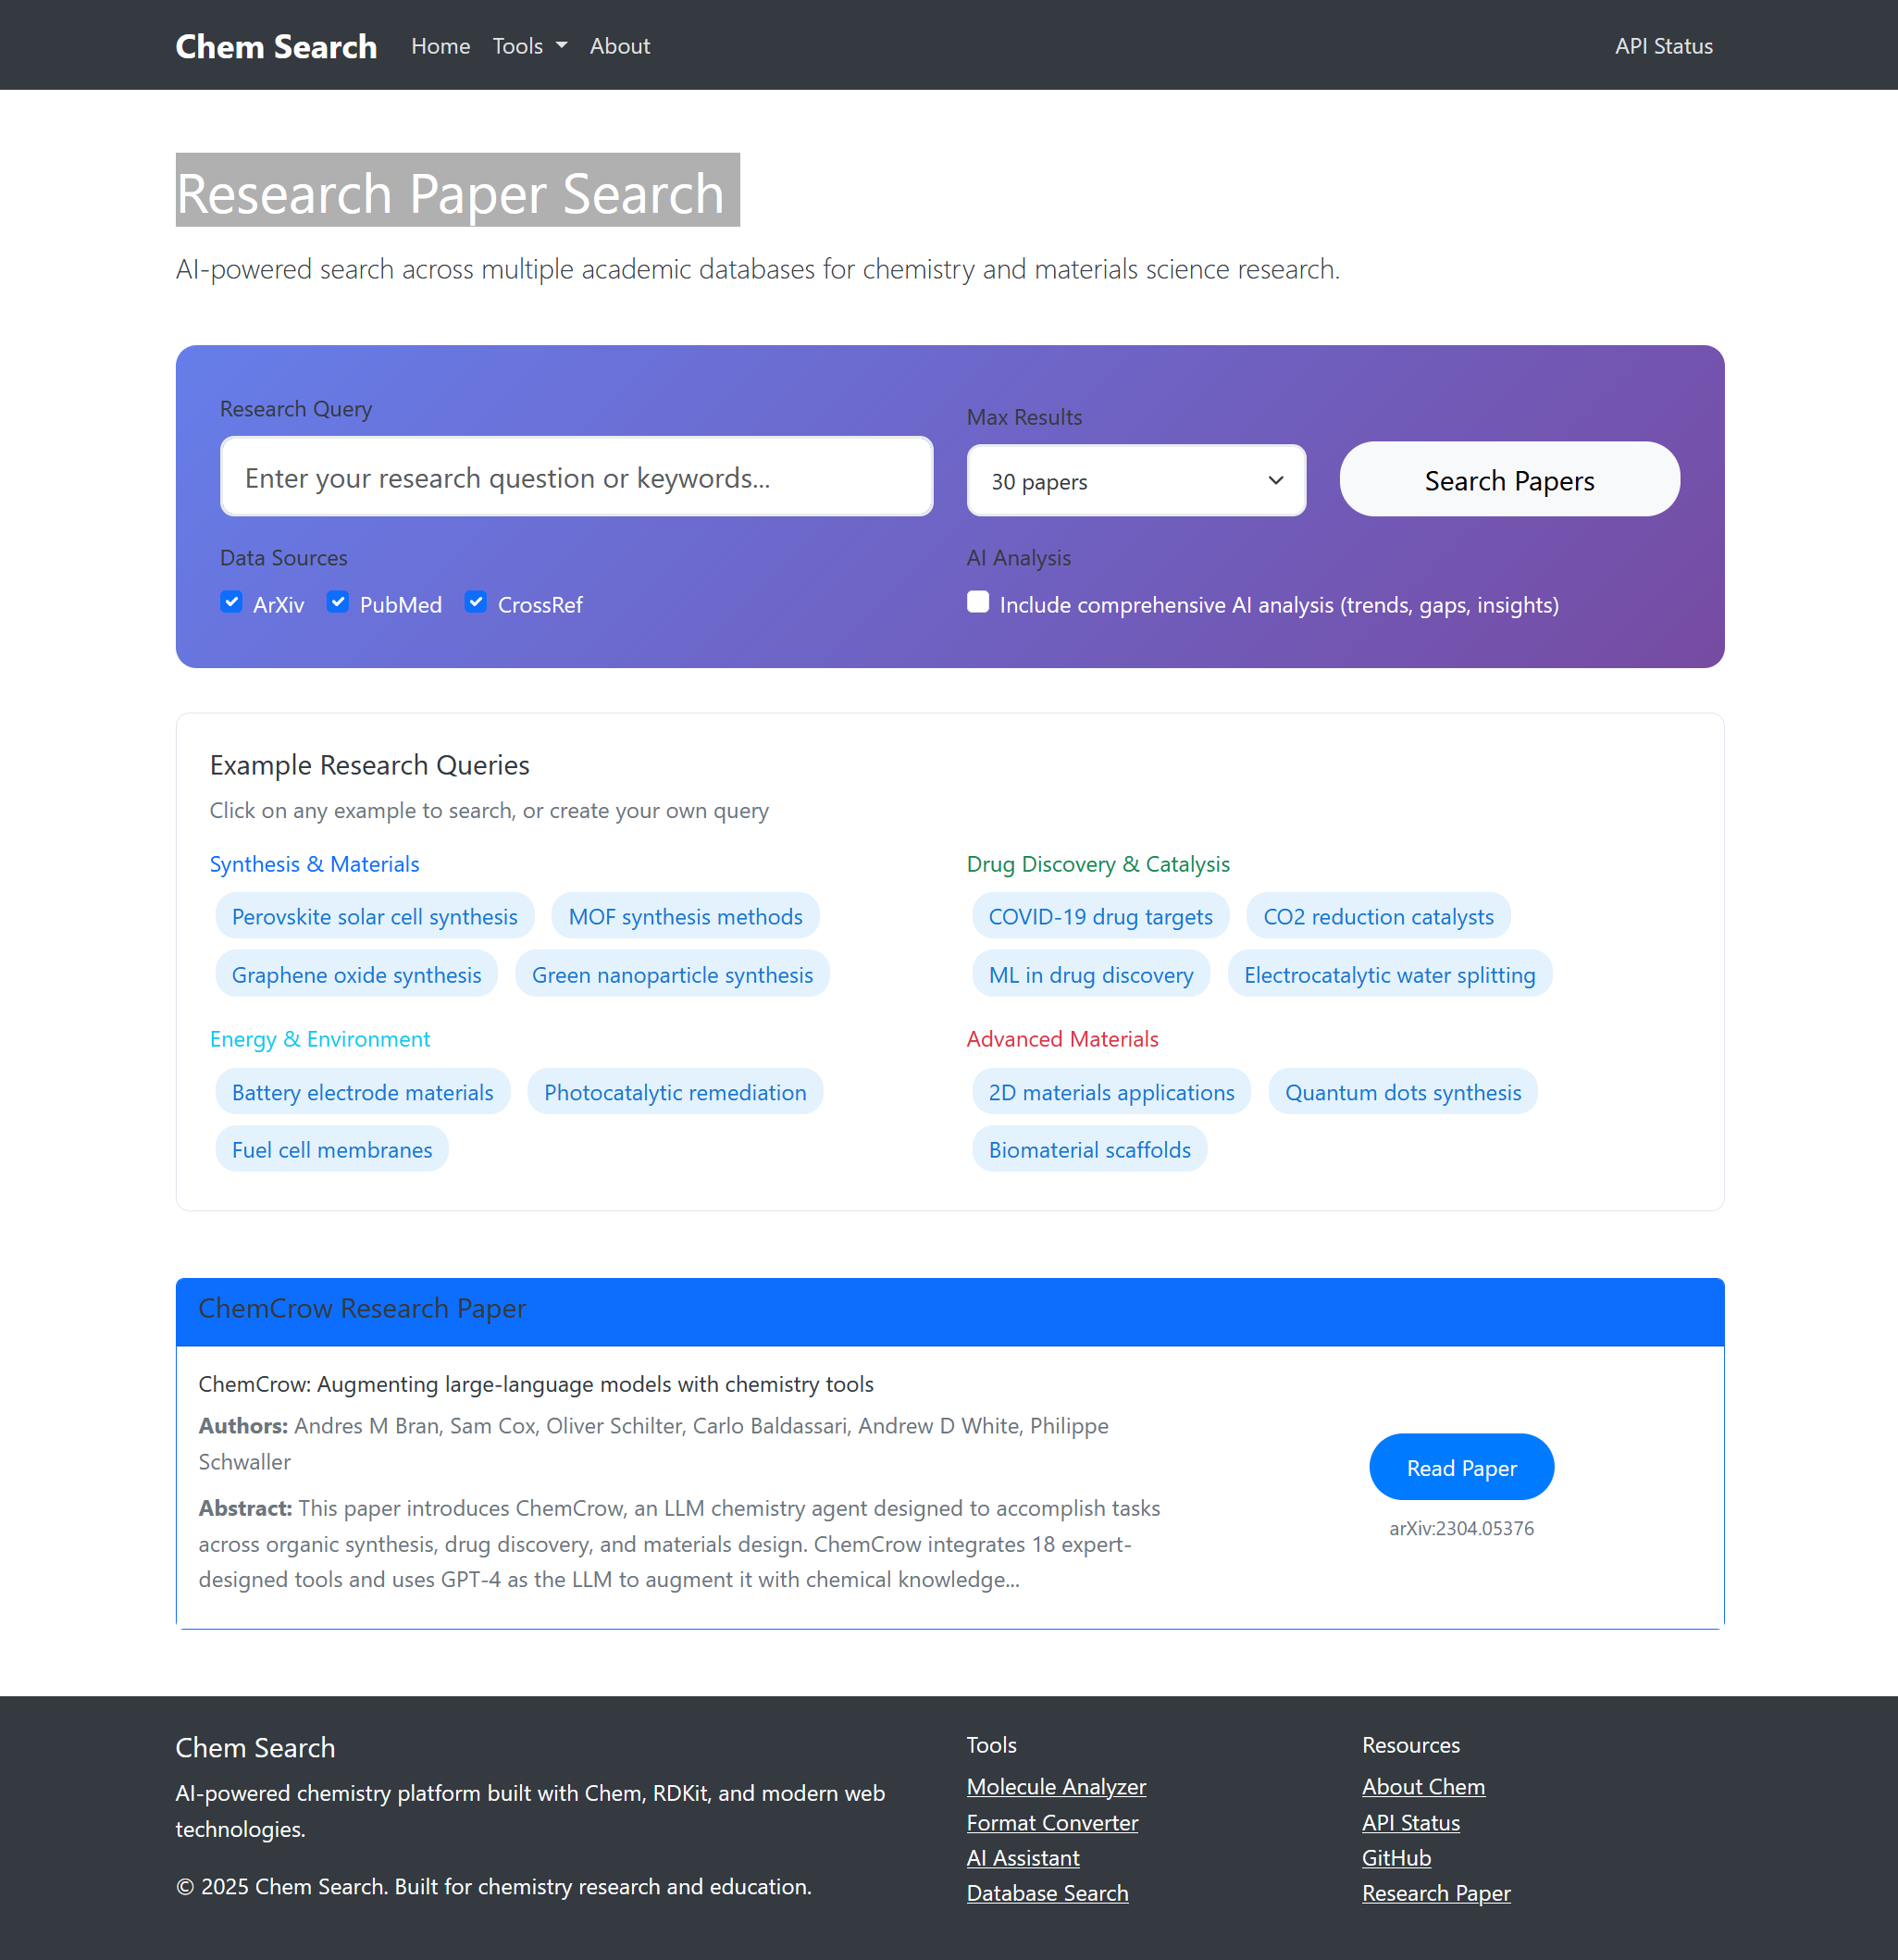 Chem Search
Home
Tools
About
API Status
Research Paper Search
AI-powered search across multiple academic databases for chemistry and materials science research.
Research Query
Enter your research question or keywords...
Max Results
30 papers
Search Papers
Data Sources
ArXiv
PubMed
CrossRef
AI Analysis
Include comprehensive AI analysis (trends, gaps, insights)
Example Research Queries
Click on any example to search, or create your own query
Synthesis & Materials
Perovskite solar cell synthesis
MOF synthesis methods
Graphene oxide synthesis
Green nanoparticle synthesis
Drug Discovery & Catalysis
COVID-19 drug targets
CO2 reduction catalysts
ML in drug discovery
Electrocatalytic water splitting
Energy & Environment
Battery electrode materials
Photocatalytic remediation
Fuel cell membranes
Advanced Materials
2D materials applications
Quantum dots synthesis
Biomaterial scaffolds
ChemCrow Research Paper
ChemCrow: Augmenting large-language models with chemistry tools
Authors: Andres M Bran, Sam Cox, Oliver Schilter, Carlo Baldassari, Andrew D White, Philippe
Schwaller
Abstract: This paper introduces ChemCrow, an LLM chemistry agent designed to accomplish tasks
across organic synthesis, drug discovery, and materials design. ChemCrow integrates 18 expert-
designed tools and uses GPT-4 as the LLM to augment it with chemical knowledge...
Read Paper
arXiv:2304.05376
Chem Search
AI-powered chemistry platform built with Chem, RDKit, and modern web
technologies.
© 2025 Chem Search. Built for chemistry research and education.
Tools
Molecule Analyzer
Format Converter
AI Assistant
Database Search
Resources
About Chem
API Status
GitHub
Research Paper